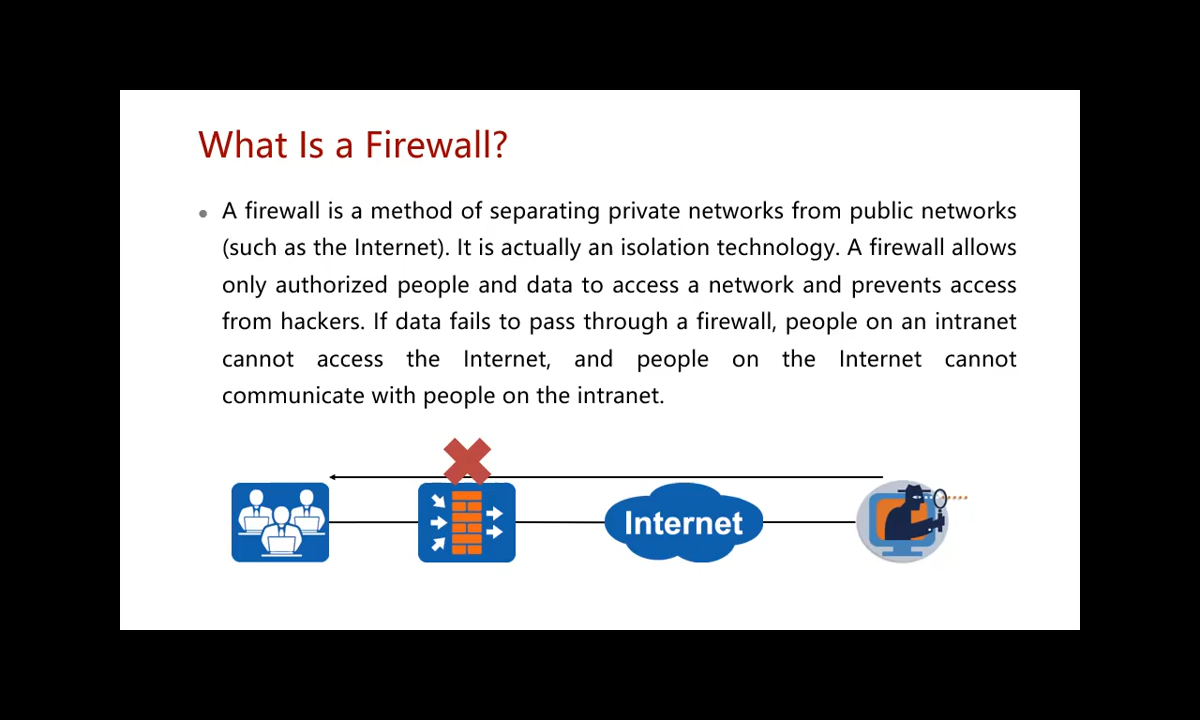 What Is a Firewall?
• A firewall is a method of separating private networks from public networks
(such as the Internet). It is actually an isolation technology. A firewall allows
only authorized people and data to access a network and prevents access
from hackers. If data fails to pass through a firewall, people on an intranet
cannot access the Internet, and people on the Internet cannot
communicate with people on the intranet.
Internet